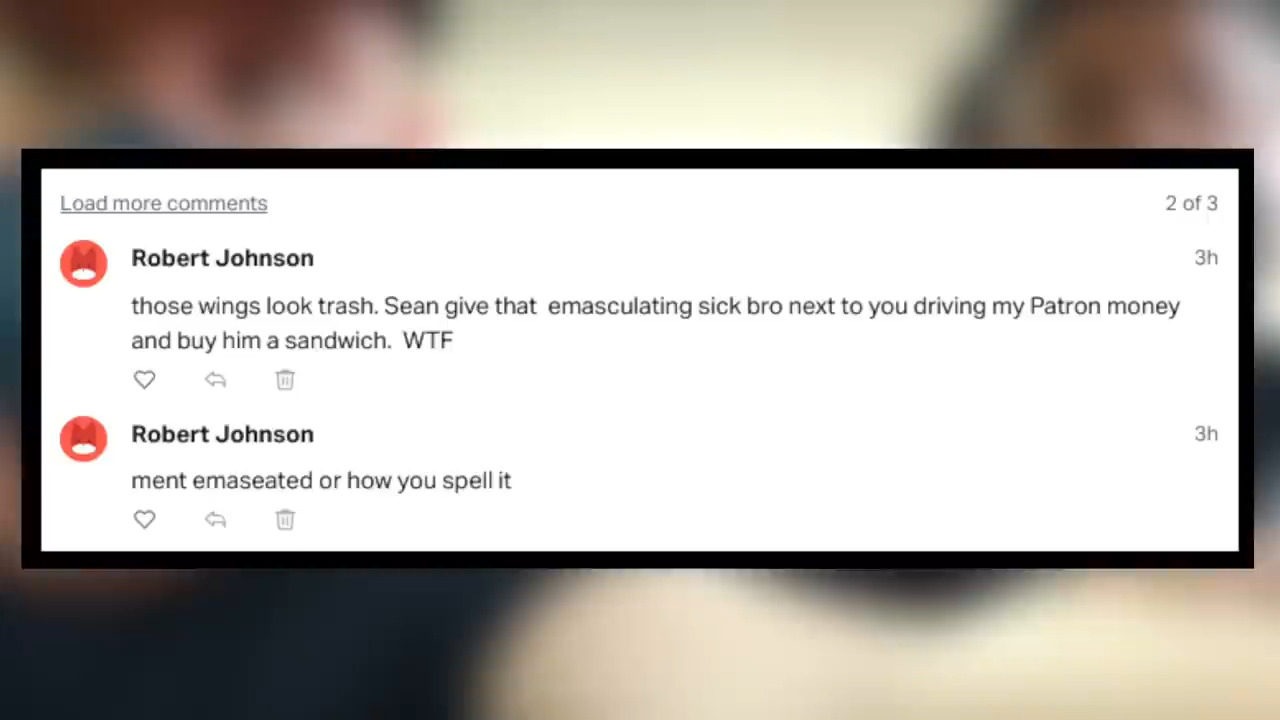 Load more comments
2 of 3
Robert Johnson
3h
those wings look trash. Sean give that  emasculating sick bro next to you driving my Patron money
and buy him a sandwich.  WTF
Robert Johnson
3h
ment emaseated or how you spell it